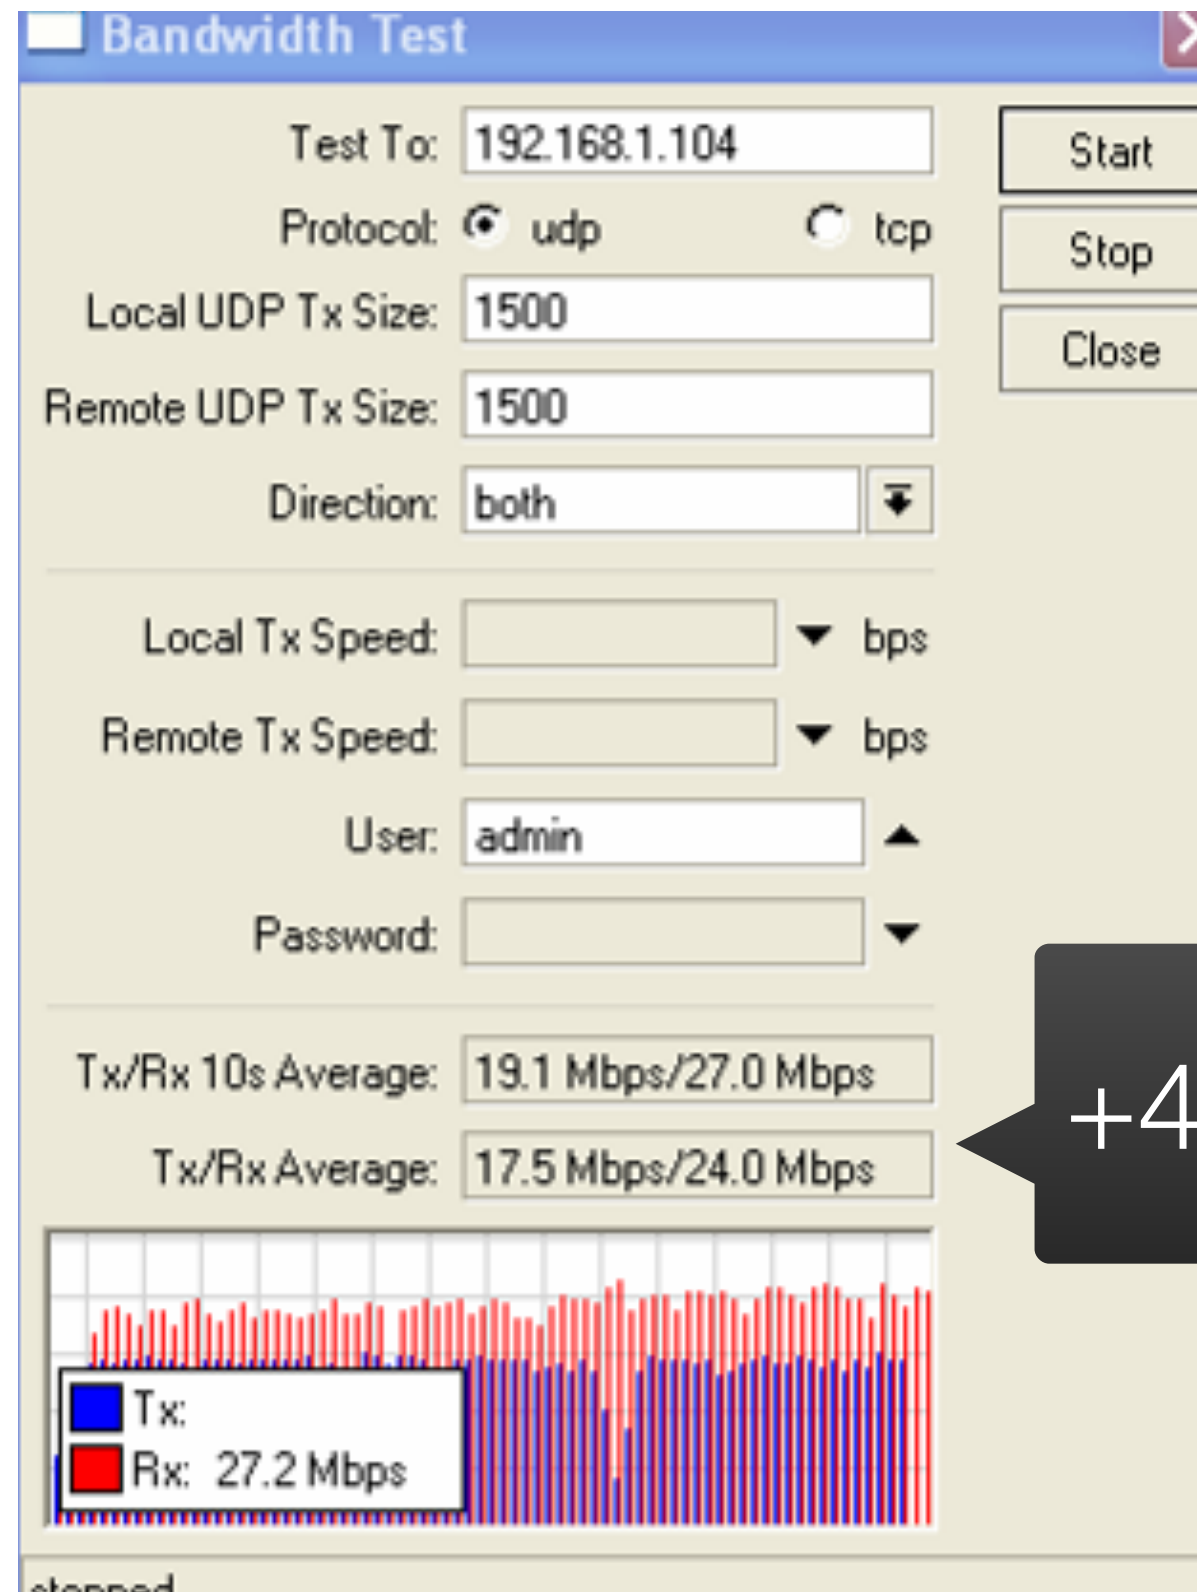 Bandwidth Test
Test To: 192.168.1.104
Start
Protocol: udp tcp
Stop
Local UDP Tx Size: 1500
Close
Remote UDP Tx Size: 1500
Direction: both
Local Tx Speed: bps
Remote Tx Speed: bps
User: admin
Password:
Tx/Rx 10s Average: 19.1 Mbps/27.0 Mbps
+4
Tx/Rx Average: 17.5 Mbps/24.0 Mbps
Tx:
Rx: 27.2 Mbps
stopped